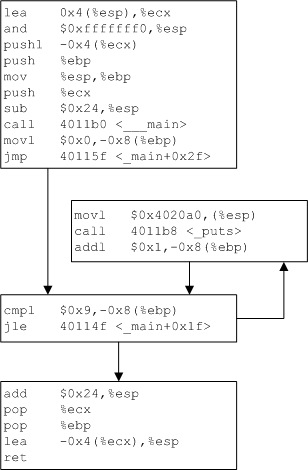 lea 0x4(%esp),%ecx
and $0xfffffff0,%esp
pushl -0x4(%ecx)
push %ebp
mov %esp,%ebp
push %ecx
sub $0x24,%esp
call 4011b0 <___main>
movl $0x0,-0x8(%ebp)
jmp 40115f <_main+0x2f>
movl $0x4020a0,(%esp)
call 4011b8 <_puts>
addl $0x1,-0x8(%ebp)
cmpl $0x9,-0x8(%ebp)
jle 40114f <_main+0x1f>
add $0x24,%esp
pop %ecx
pop %ebp
lea -0x4(%ecx),%esp
ret